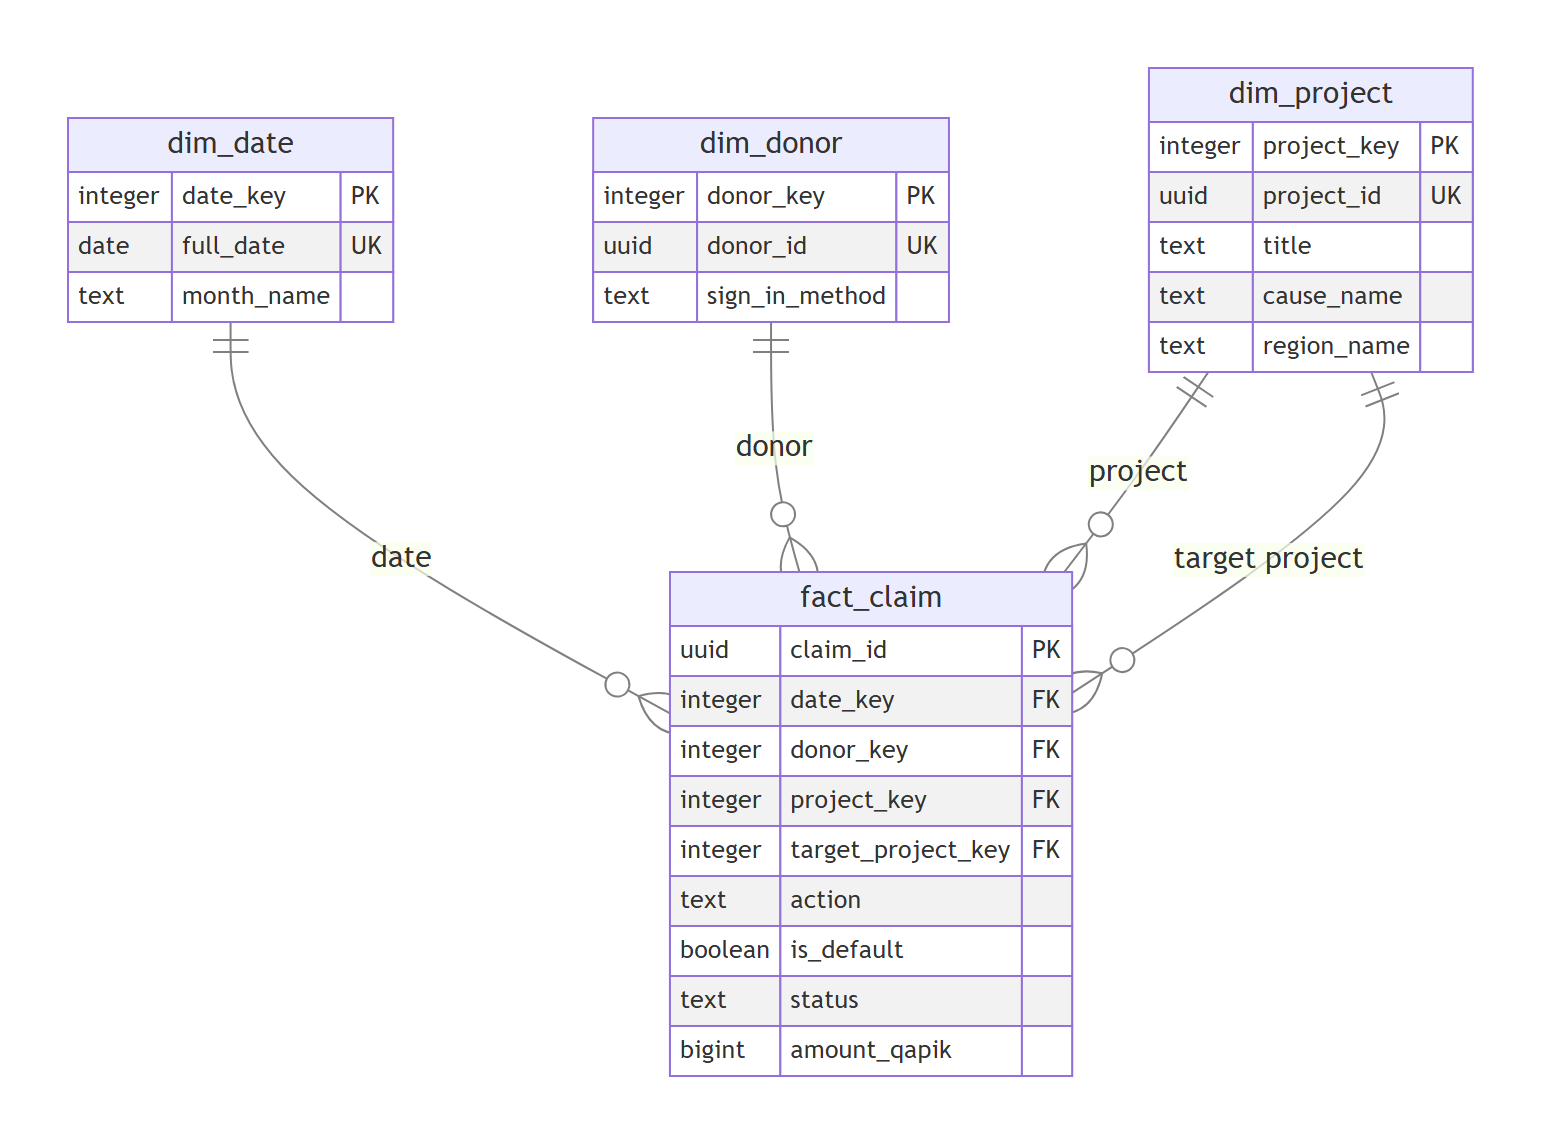 dim_date
integer date_key PK
date full_date UK
text month_name
dim_donor
integer donor_key PK
uuid donor_id UK
text sign_in_method
dim_project
integer project_key PK
uuid project_id UK
text title
text cause_name
text region_name
donor
project
date
target project
fact_claim
uuid claim_id PK
integer date_key FK
integer donor_key FK
integer project_key FK
integer target_project_key FK
text action
boolean is_default
text status
bigint amount_qapik